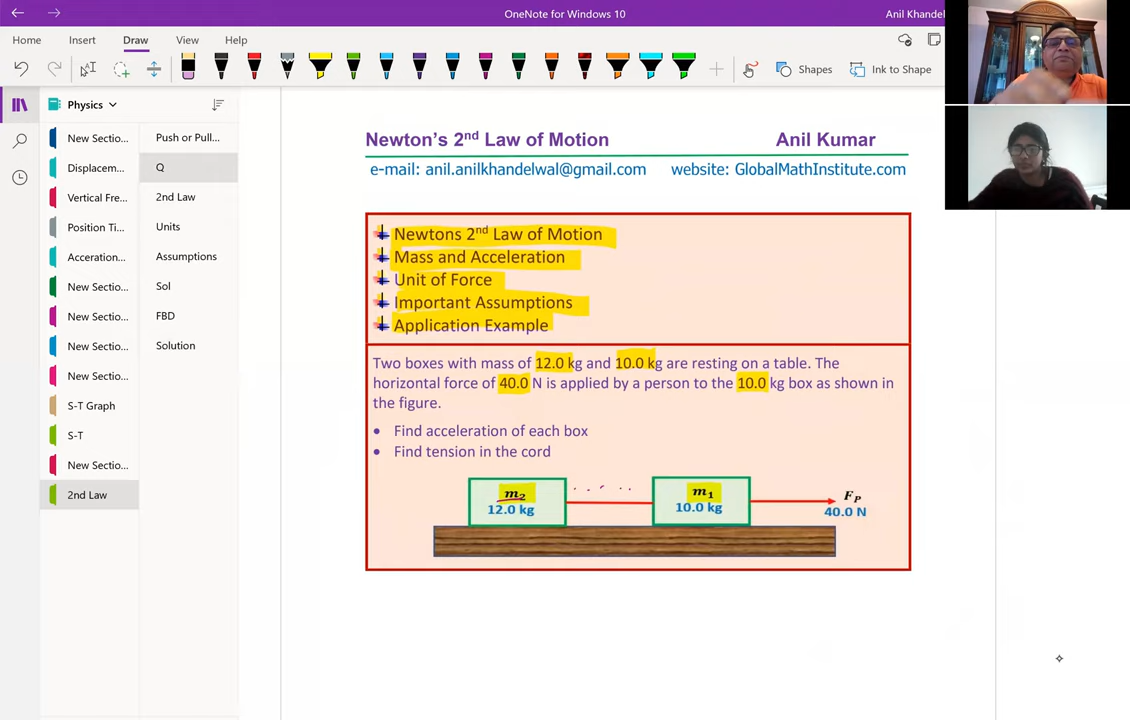 OneNote for Windows 10
Anil Khandel
Home Insert Draw View Help
Shapes Ink to Shape
Physics
New Sectio...
Displacem...
Vertical Fre...
Position Ti...
Acceration...
New Sectio...
New Sectio...
New Sectio...
New Sectio...
S-T Graph
S-T
New Sectio...
2nd Law
Push or Pull...
Q
2nd Law
Units
Assumptions
Sol
FBD
Solution
Newton's 2nd Law of Motion Anil Kumar
e-mail: anil.anilkhandelwal@gmail.com website: GlobalMathInstitute.com
Newtons 2nd Law of Motion
Mass and Acceleration
Unit of Force
Important Assumptions
Application Example
Two boxes with mass of 12.0 kg and 10.0 kg are resting on a table. The
horizontal force of 40.0 N is applied by a person to the 10.0 kg box as shown in
the figure.
• Find acceleration of each box
• Find tension in the cord
m₂ m₁ F_P
12.0 kg 10.0 kg 40.0 N